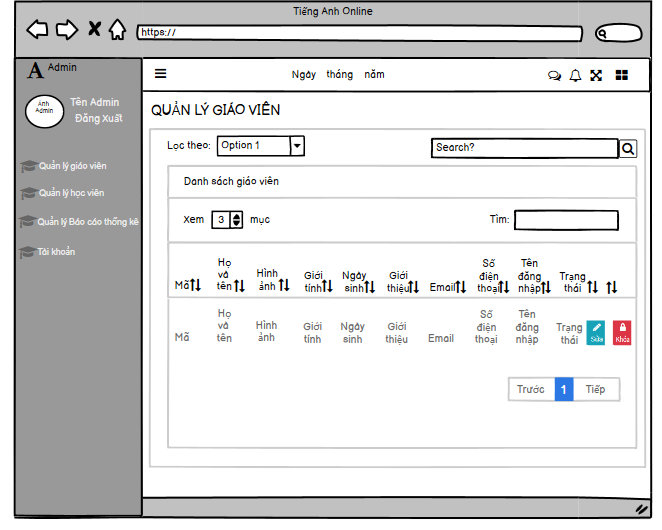 Tiếng Anh Online
https://
A Admin
Ngày tháng năm
Ảnh
Admin
Tên Admin
Đăng Xuất
QUẢN LÝ GIÁO VIÊN
Lọc theo: Option 1
Search?
Quản lý giáo viên
Quản lý học viên
Quản lý Báo cáo thống kê
Tài khoản
Danh sách giáo viên
Xem 3 mục
Tìm:
Mã
Họ
và
tên
Hình
ảnh
Giới
tính
Ngày
sinh
Giới
thiệu
Email
Số
điện
thoại
Tên
đăng
nhập
Trạng
thái
Mã
Họ
và
tên
Hình
ảnh
Giới
tính
Ngày
sinh
Giới
thiệu
Email
Số
điện
thoại
Tên
đăng
nhập
Trạng
thái
Sửa
Khóa
Trước 1 Tiếp